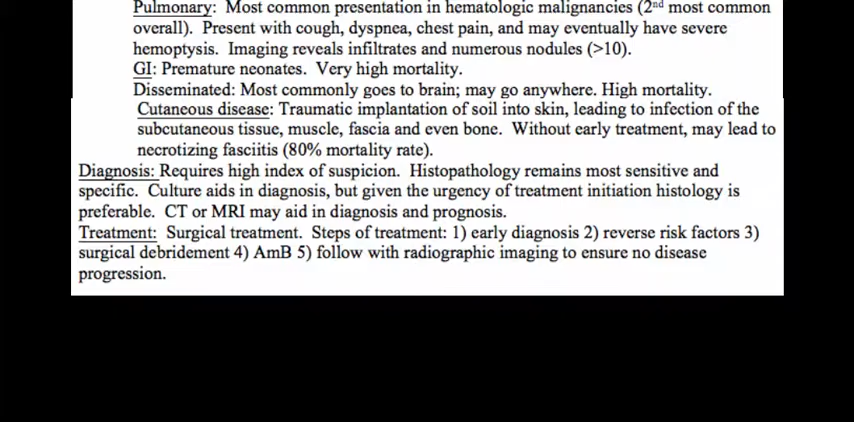 Pulmonary: Most common presentation in hematologic malignancies (2nd most common
overall). Present with cough, dyspnea, chest pain, and may eventually have severe
hemoptysis. Imaging reveals infiltrates and numerous nodules (>10).
GI: Premature neonates. Very high mortality.
Disseminated: Most commonly goes to brain; may go anywhere. High mortality.
Cutaneous disease: Traumatic implantation of soil into skin, leading to infection of the
subcutaneous tissue, muscle, fascia and even bone. Without early treatment, may lead to
necrotizing fasciitis (80% mortality rate).
Diagnosis: Requires high index of suspicion. Histopathology remains most sensitive and
specific. Culture aids in diagnosis, but given the urgency of treatment initiation histology is
preferable. CT or MRI may aid in diagnosis and prognosis.
Treatment: Surgical treatment. Steps of treatment: 1) early diagnosis 2) reverse risk factors 3)
surgical debridement 4) AmB 5) follow with radiographic imaging to ensure no disease
progression.